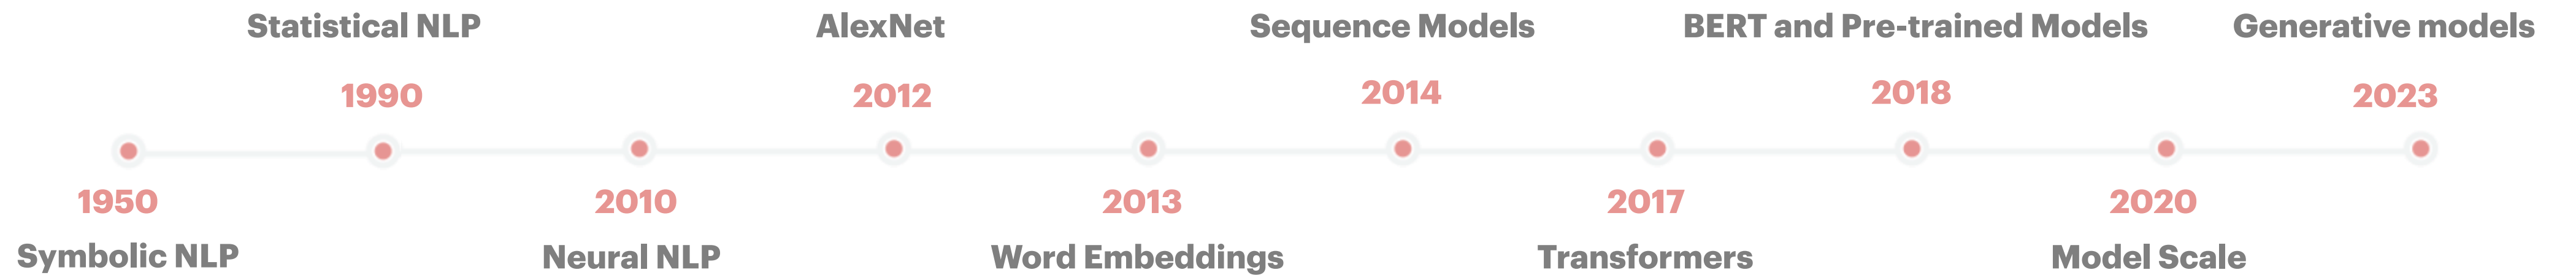 Statistical NLP
AlexNet
Sequence Models
BERT and Pre-trained Models
Generative models
1990
2012
2014
2018
2023
1950
2010
2013
2017
2020
Symbolic NLP
Neural NLP
Word Embeddings
Transformers
Model Scale